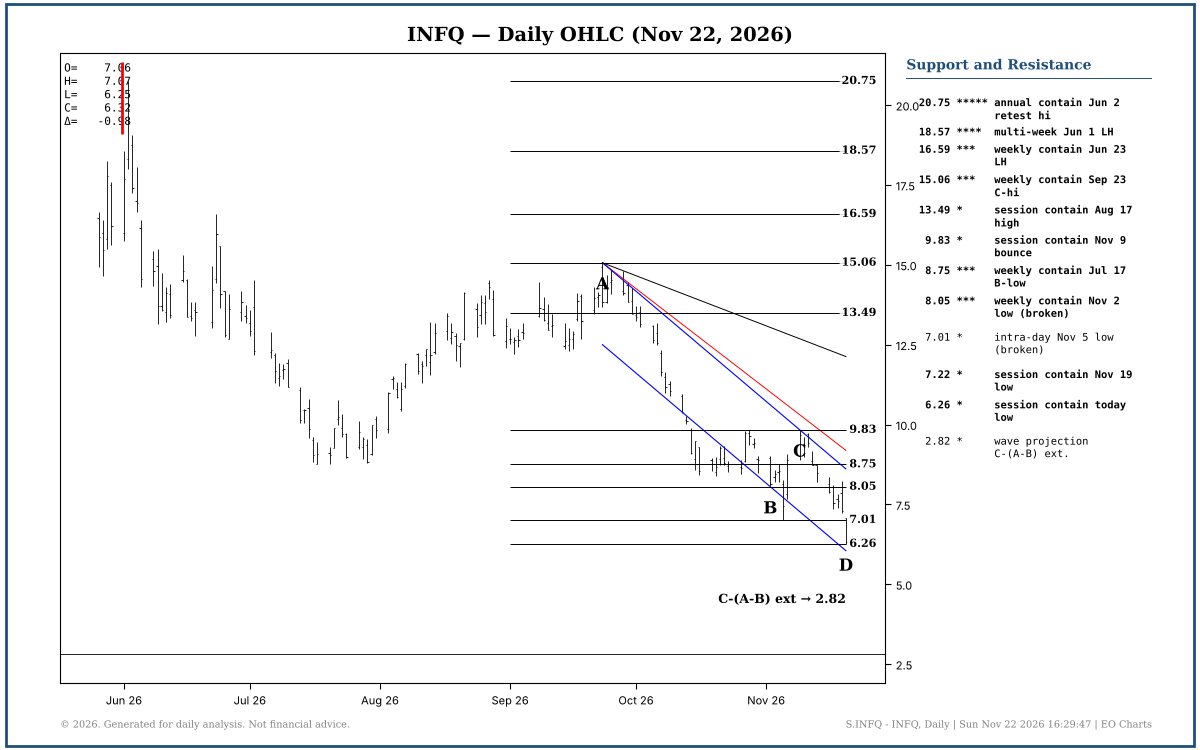 INFQ — Daily OHLC (Nov 22, 2026)
O= 7.06
H= 7.07
L= 6.25
C= 6.32
Δ= -0.98
20.75
18.57
16.59
15.06
13.49
9.83
8.75
8.05
7.01
6.26
A
B
C
D
C-(A-B) ext → 2.82
20.0
17.5
15.0
12.5
10.0
7.5
5.0
2.5
Jun 26
Jul 26
Aug 26
Sep 26
Oct 26
Nov 26
Support and Resistance
20.75 ***** annual contain Jun 2
retest hi
18.57 **** multi-week Jun 1 LH
16.59 *** weekly contain Jun 23
LH
15.06 *** weekly contain Sep 23
C-hi
13.49 * session contain Aug 17
high
9.83 * session contain Nov 9
bounce
8.75 *** weekly contain Jul 17
B-low
8.05 *** weekly contain Nov 2
low (broken)
7.01 * intra-day Nov 5 low
(broken)
7.22 * session contain Nov 19
low
6.26 * session contain today
low
2.82 * wave projection
C-(A-B) ext.
© 2026. Generated for daily analysis. Not financial advice.
S.INFQ - INFQ, Daily | Sun Nov 22 2026 16:29:47 | EO Charts